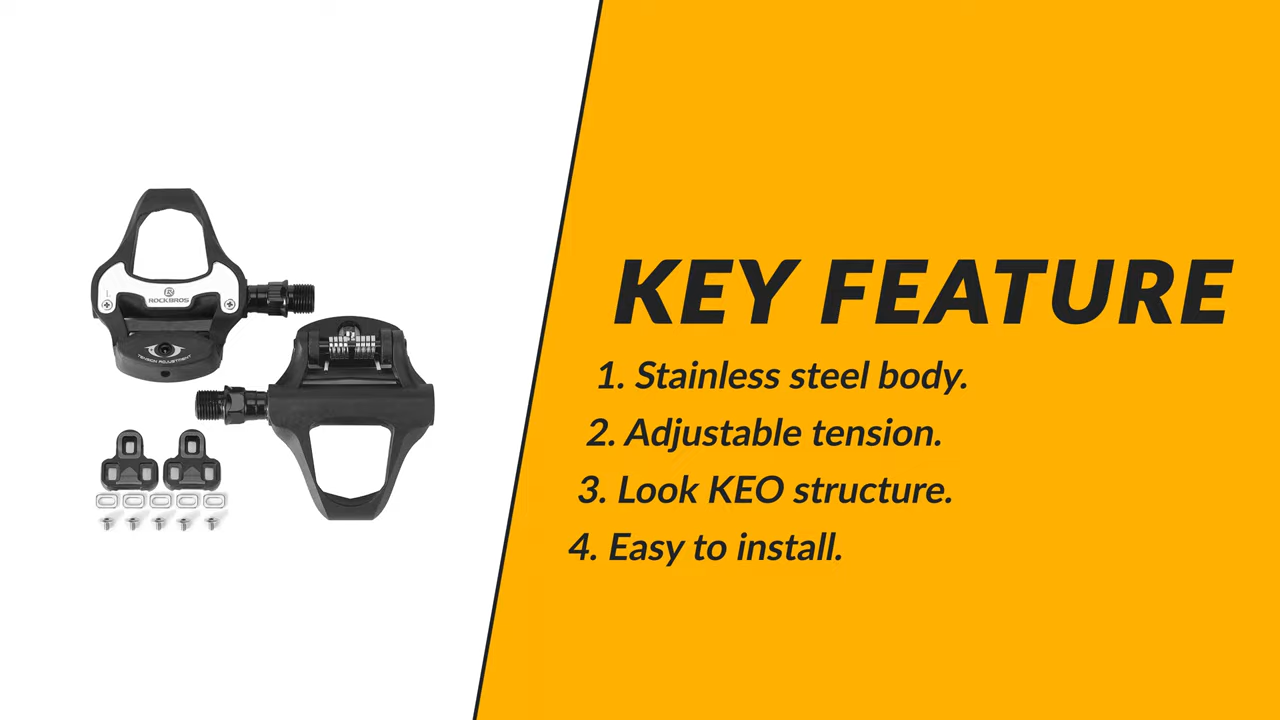 ROCKBROS
TENSION ADJUSTMENT
KEY FEATURE
1. Stainless steel body.
2. Adjustable tension.
3. Look KEO structure.
4. Easy to install.